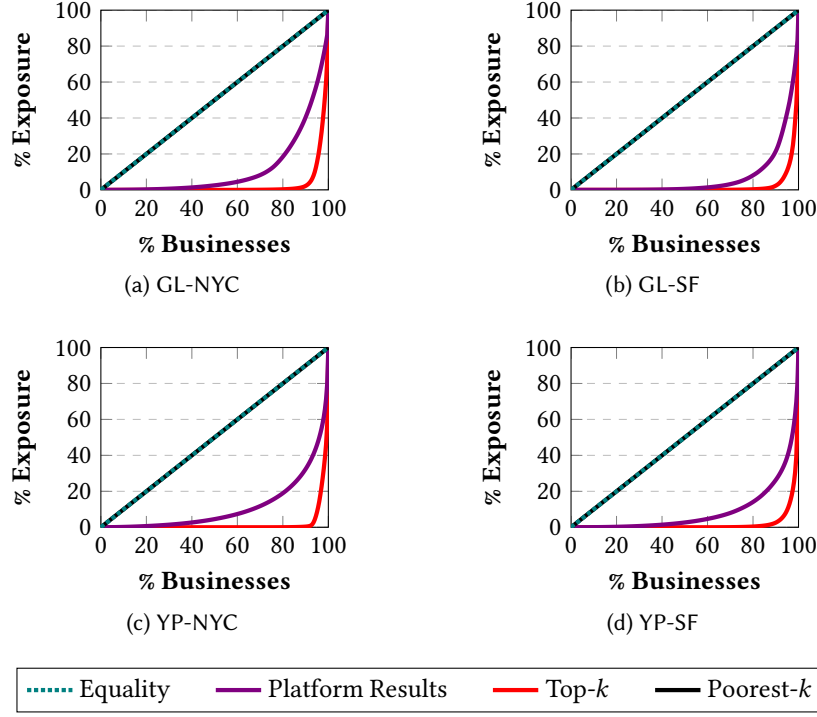 100
80
60
40
20
0
% Exposure
0 20 40 60 80 100
% Businesses
(a) GL-NYC
100
80
60
40
20
0
% Exposure
0 20 40 60 80 100
% Businesses
(b) GL-SF
100
80
60
40
20
0
% Exposure
0 20 40 60 80 100
% Businesses
(c) YP-NYC
100
80
60
40
20
0
% Exposure
0 20 40 60 80 100
% Businesses
(d) YP-SF
Equality Platform Results Top-k Poorest-k